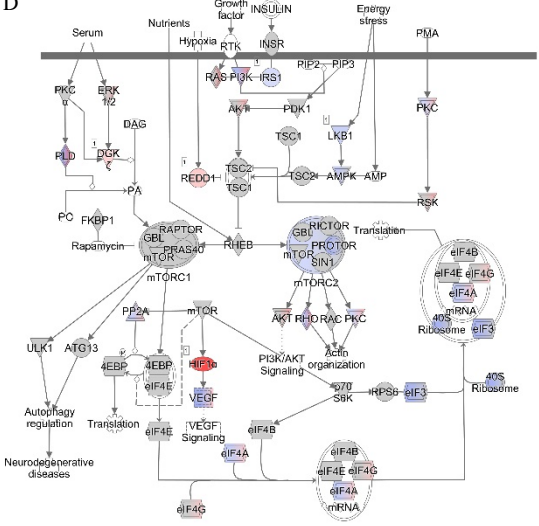 D
Growth
factor
INSULIN
Energy
stress
Nutrients
Serum
Hypoxia
RTK
INSR
PMA
RAS
PI3K
IRS1
PIP2
PIP3
PKC
α
ERK
1/2
AKT
PDK1
PKC
DAG
TSC1
LKB1
PLD
DGK
ζ
REDD1
TSC2
TSC1
TSC2
AMPK
AMP
PA
RSK
PC
FKBP1
Rapamycin
RAPTOR
GBL
PRAS40
mTOR
mTORC1
RHEB
RICTOR
GBL
PROTOR
mTOR
SIN1
mTORC2
Translation
eIF4B
eIF4E
eIF4G
eIF4A
mRNA
40S
Ribosome
eIF3
PP2A
mTOR
AKT
RHO
RAC
PKC
ULK1
ATG13
4EBP
4EBP
eIF4E
HIF1α
PI3K/AKT
Signaling
Actin
organization
VEGF
p70
S6K
RPS6
eIF3
40S
Ribosome
Autophagy
regulation
Translation
eIF4E
VEGF
Signaling
eIF4B
eIF4A
Neurodegenerative
diseases
eIF4B
eIF4E
eIF4G
eIF4A
mRNA
eIF4G